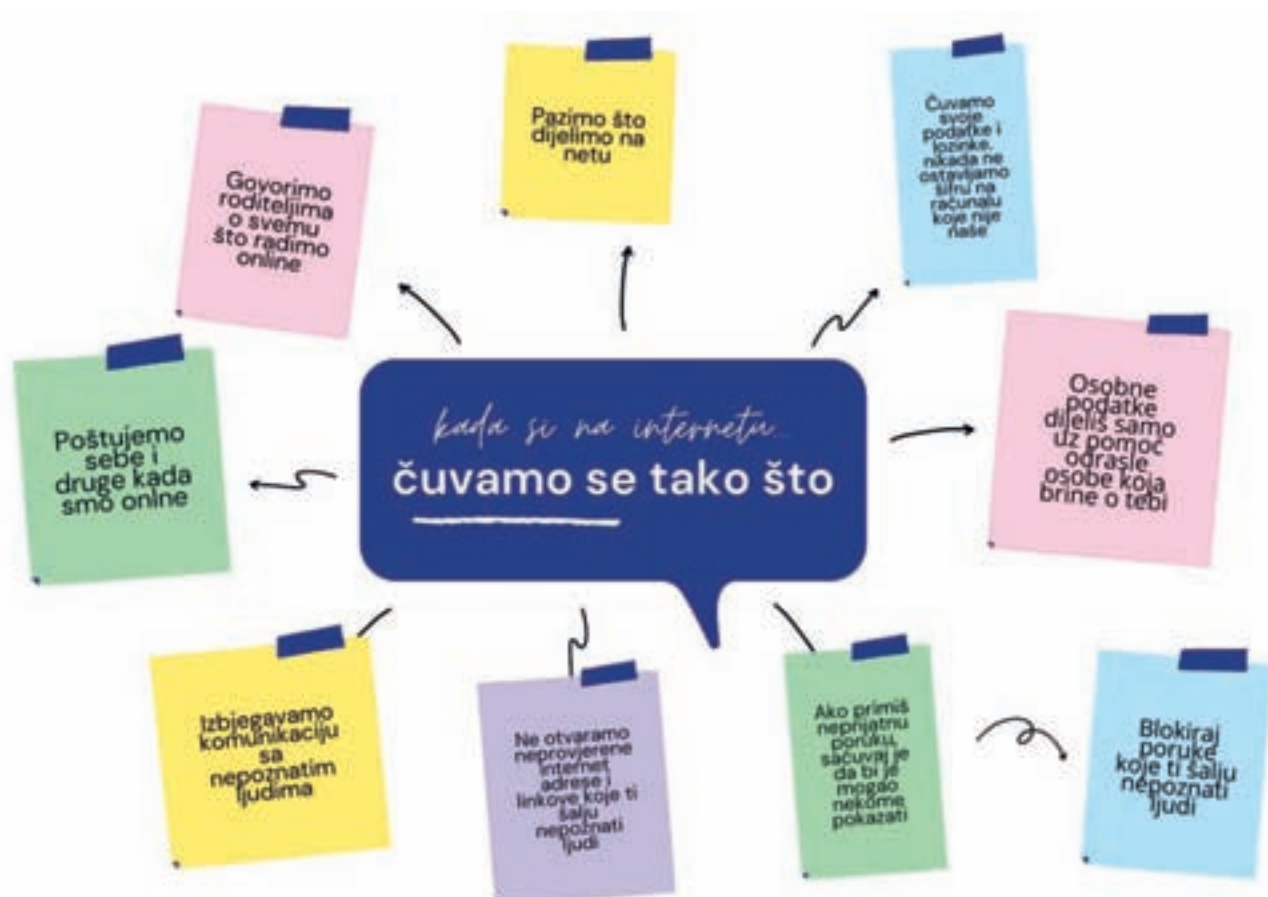 Pazimo što
dijelimo na
netu
Čuvamo
svoje
podatke i
lozinke,
nikada ne
ostavljamo
šifru na
računalu
koje nije
naše
Govorimo
roditeljima
o svemu
što radimo
online
Osobne
podatke
dijeliš samo
uz pomoć
odrasle
osobe koja
brine o tebi
kada si na internetu...
čuvamo se tako što
Poštujemo
sebe i
druge kada
smo online
Izbjegavamo
komunikaciju
sa
nepoznatim
ljudima
Ne otvaramo
neprovjerene
internet
adrese i
linkove koje ti
šalju
nepoznati
ljudi
Ako primiš
neprijatnu
poruku,
sačuvaj je
da bi je
mogao
nekome
pokazati
Blokiraj
poruke
koje ti šalju
nepoznati
ljudi